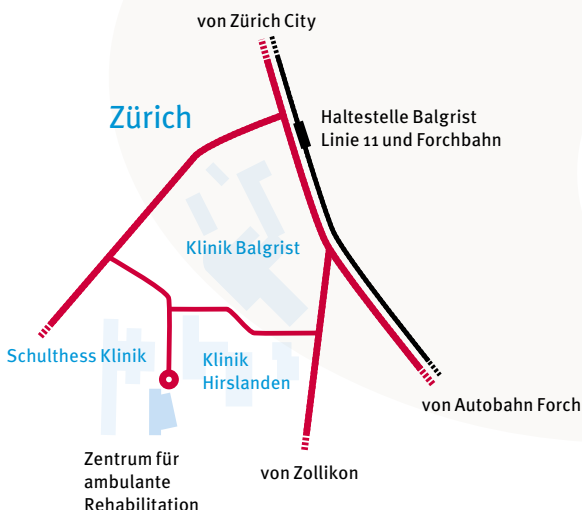 von Zürich City
Zürich
Haltestelle Balgrist
Linie 11 und Forchbahn
Klinik Balgrist
Schulthess Klinik
Klinik
Hirslanden
von Autobahn Forch
Zentrum für
ambulante
Rehabilitation
von Zollikon